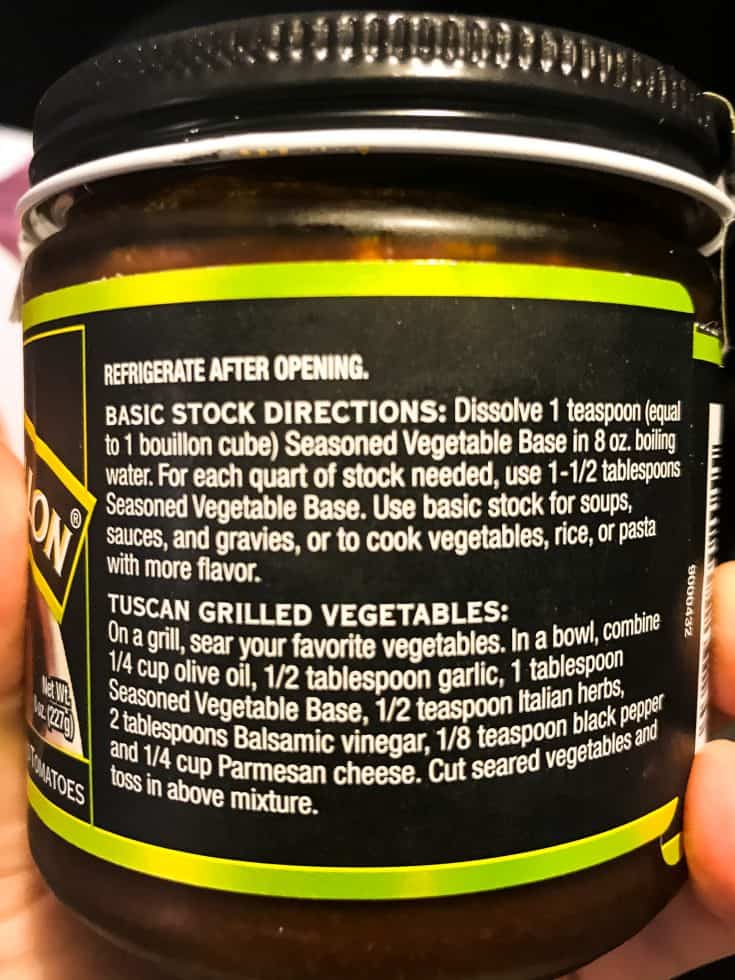 REFRIGERATE AFTER OPENING.
BASIC STOCK DIRECTIONS: Dissolve 1 teaspoon (equal
to 1 bouillon cube) Seasoned Vegetable Base in 8 oz. boiling
water. For each quart of stock needed, use 1-1/2 tablespoons
Seasoned Vegetable Base. Use basic stock for soups,
sauces, and gravies, or to cook vegetables, rice, or pasta
with more flavor.
TUSCAN GRILLED VEGETABLES:
On a grill, sear your favorite vegetables. In a bowl, combine
1/4 cup olive oil, 1/2 tablespoon garlic, 1 tablespoon
Seasoned Vegetable Base, 1/2 teaspoon Italian herbs,
2 tablespoons Balsamic vinegar, 1/8 teaspoon black pepper
and 1/4 cup Parmesan cheese. Cut seared vegetables and
toss in above mixture.
ON®
Net Wt.
oz. (227g)
TOMATOES
9000432